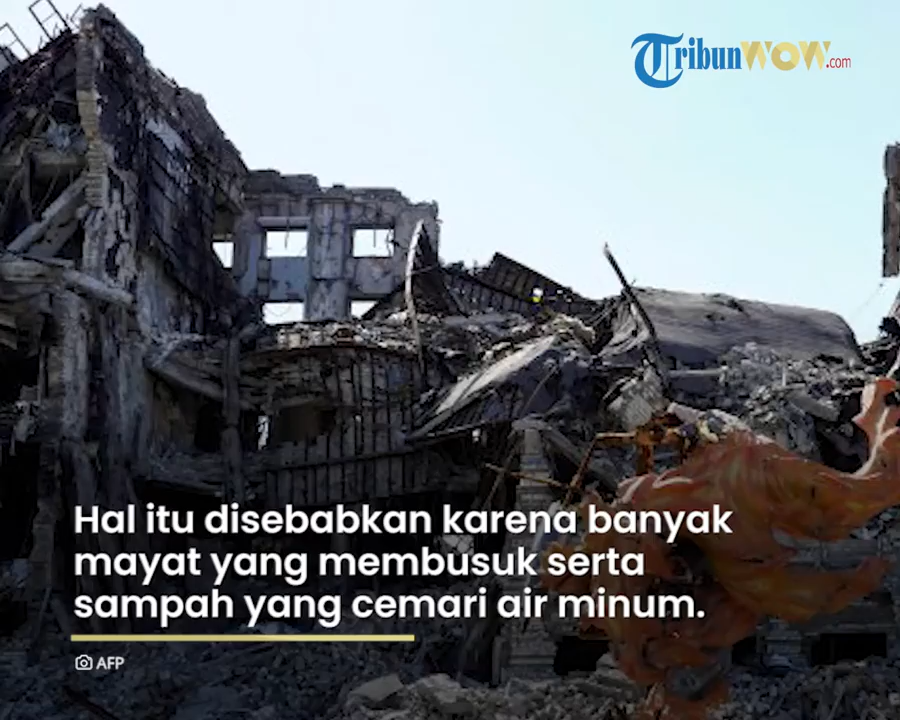 TribunWOW.com
Hal itu disebabkan karena banyak
mayat yang membusuk serta
sampah yang cemari air minum.
AFP